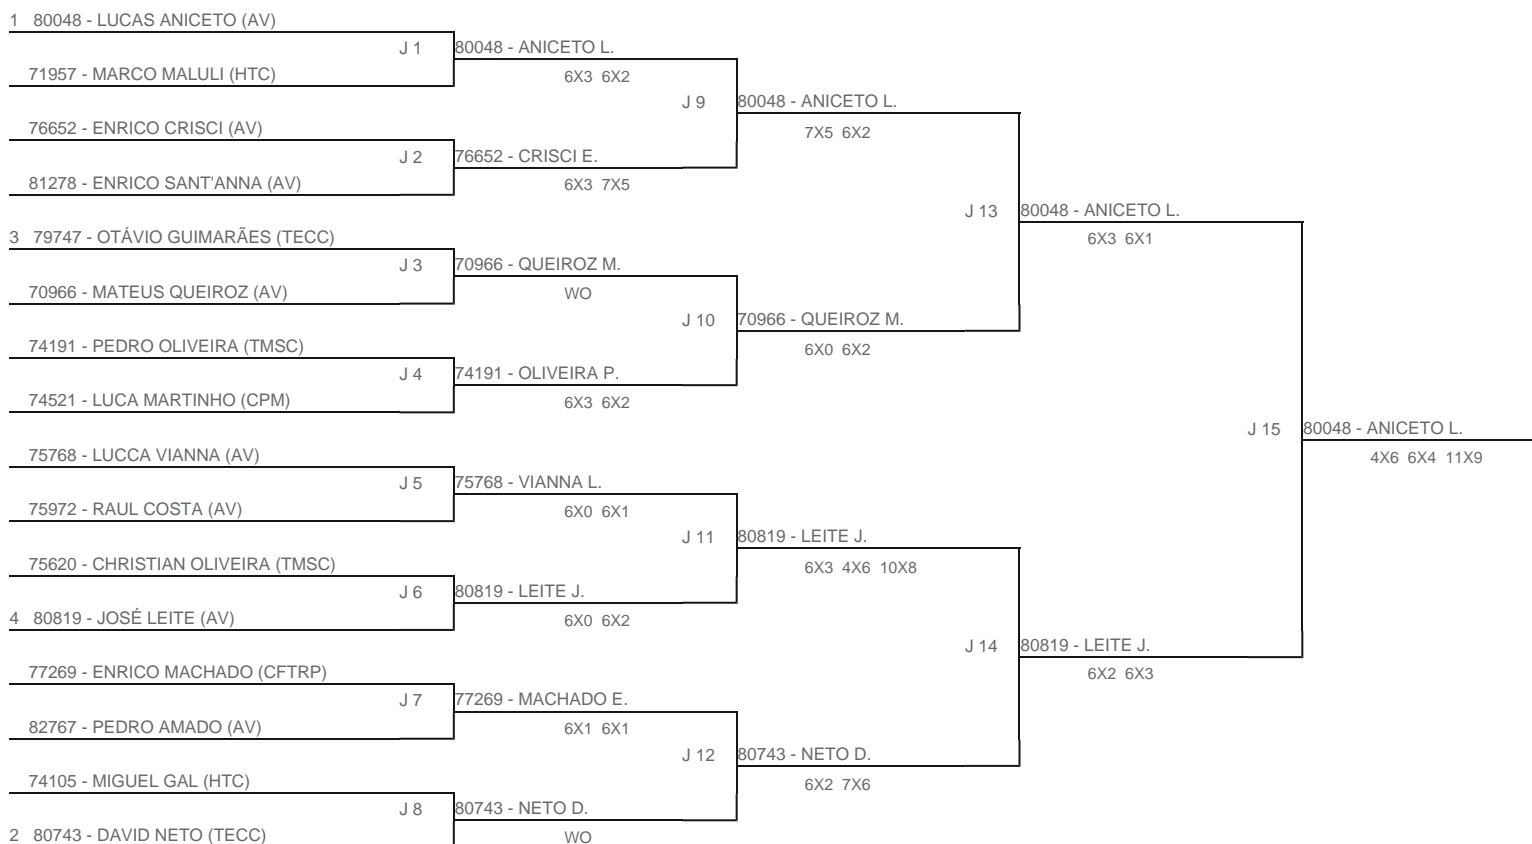 1 80048 - LUCAS ANICETO (AV)
J 1
80048 - ANICETO L.
71957 - MARCO MALULI (HTC)
6X3 6X2
J 9
80048 - ANICETO L.
76652 - ENRICO CRISCI (AV)
7X5 6X2
J 2
76652 - CRISCI E.
81278 - ENRICO SANT'ANNA (AV)
6X3 7X5
J 13
80048 - ANICETO L.
3 79747 - OTÁVIO GUIMARÃES (TECC)
6X3 6X1
J 3
70966 - QUEIROZ M.
70966 - MATEUS QUEIROZ (AV)
WO
J 10
70966 - QUEIROZ M.
74191 - PEDRO OLIVEIRA (TMSC)
6X0 6X2
J 4
74191 - OLIVEIRA P.
74521 - LUCA MARTINHO (CPM)
6X3 6X2
J 15
80048 - ANICETO L.
75768 - LUCCA VIANNA (AV)
4X6 6X4 11X9
J 5
75768 - VIANNA L.
75972 - RAUL COSTA (AV)
6X0 6X1
J 11
80819 - LEITE J.
75620 - CHRISTIAN OLIVEIRA (TMSC)
6X3 4X6 10X8
J 6
80819 - LEITE J.
4 80819 - JOSÉ LEITE (AV)
6X0 6X2
J 14
80819 - LEITE J.
77269 - ENRICO MACHADO (CFTRP)
6X2 6X3
J 7
77269 - MACHADO E.
82767 - PEDRO AMADO (AV)
6X1 6X1
J 12
80743 - NETO D.
74105 - MIGUEL GAL (HTC)
6X2 7X6
J 8
80743 - NETO D.
2 80743 - DAVID NETO (TECC)
WO